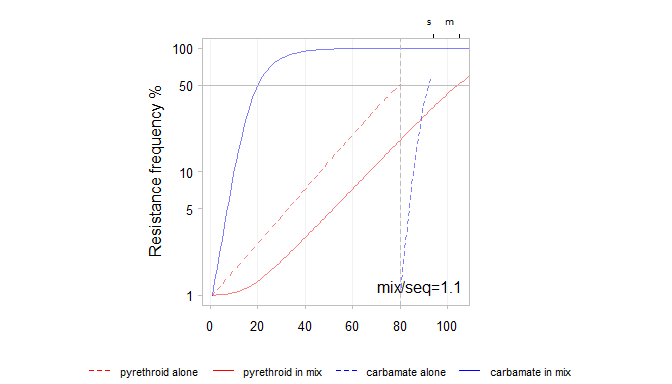 s m
100
50
10
5
1
Resistance frequency %
mix/seq=1.1
0 20 40 60 80 100
pyrethroid alone pyrethroid in mix carbamate alone carbamate in mix